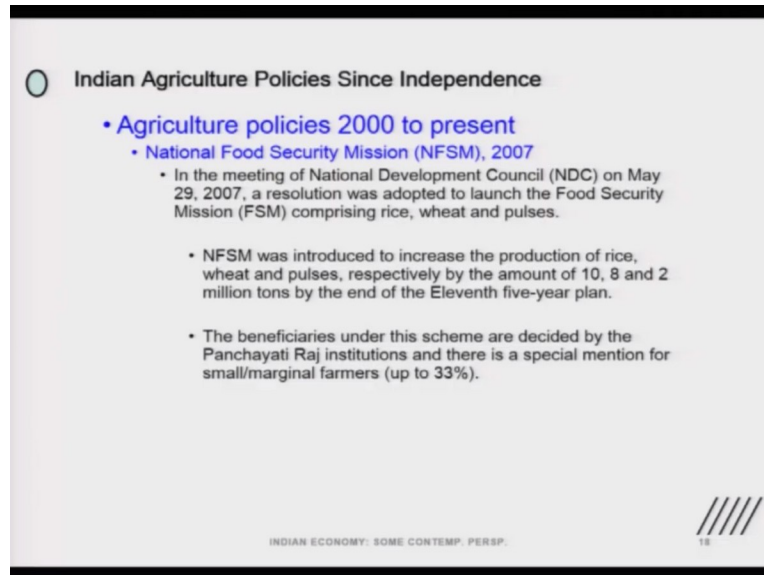 Indian Agriculture Policies Since Independence
• Agriculture policies 2000 to present
• National Food Security Mission (NFSM), 2007
• In the meeting of National Development Council (NDC) on May
29, 2007, a resolution was adopted to launch the Food Security
Mission (FSM) comprising rice, wheat and pulses.
• NFSM was introduced to increase the production of rice,
wheat and pulses, respectively by the amount of 10, 8 and 2
million tons by the end of the Eleventh five-year plan.
• The beneficiaries under this scheme are decided by the
Panchayati Raj institutions and there is a special mention for
small/marginal farmers (up to 33%).
INDIAN ECONOMY: SOME CONTEMP. PERSP.
18